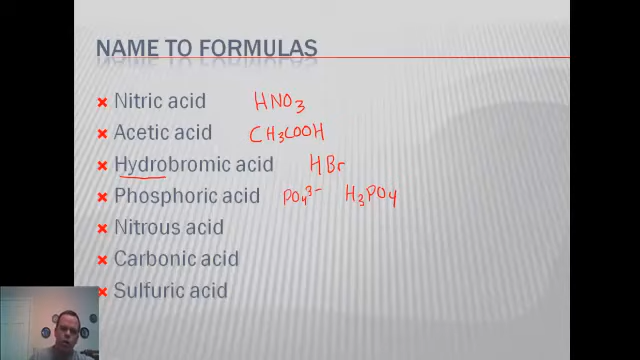 NAME TO FORMULAS
Nitric acid HNO3
Acetic acid CH3COOH
Hydrobromic acid HBr
Phosphoric acid PO4 3- H3PO4
Nitrous acid
Carbonic acid
Sulfuric acid